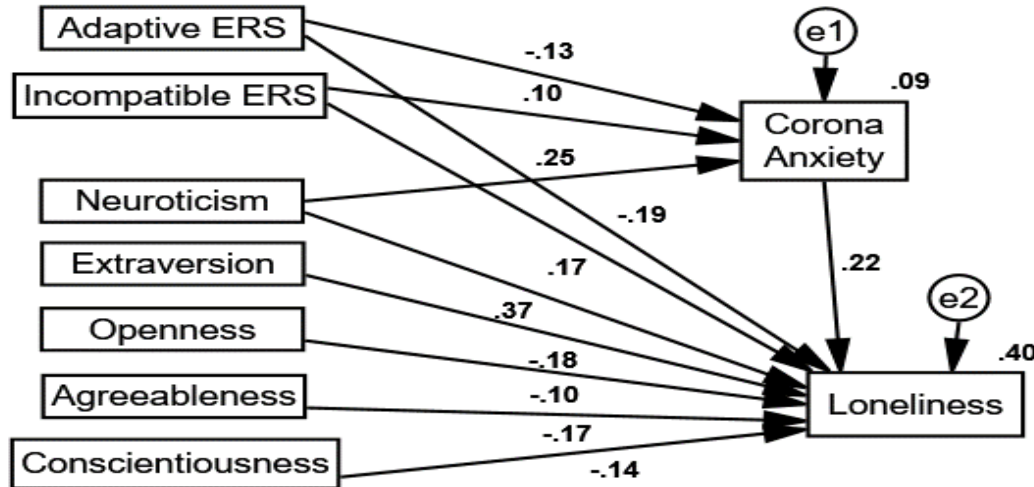 Adaptive ERS
e1
-.13
.09
Incompatible ERS
.10
Corona
Anxiety
.25
Neuroticism
-.19
Extraversion
.17
.22
.37
e2
Openness
-.18
.40
Agreeableness
-.10
Loneliness
-.17
Conscientiousness
-.14